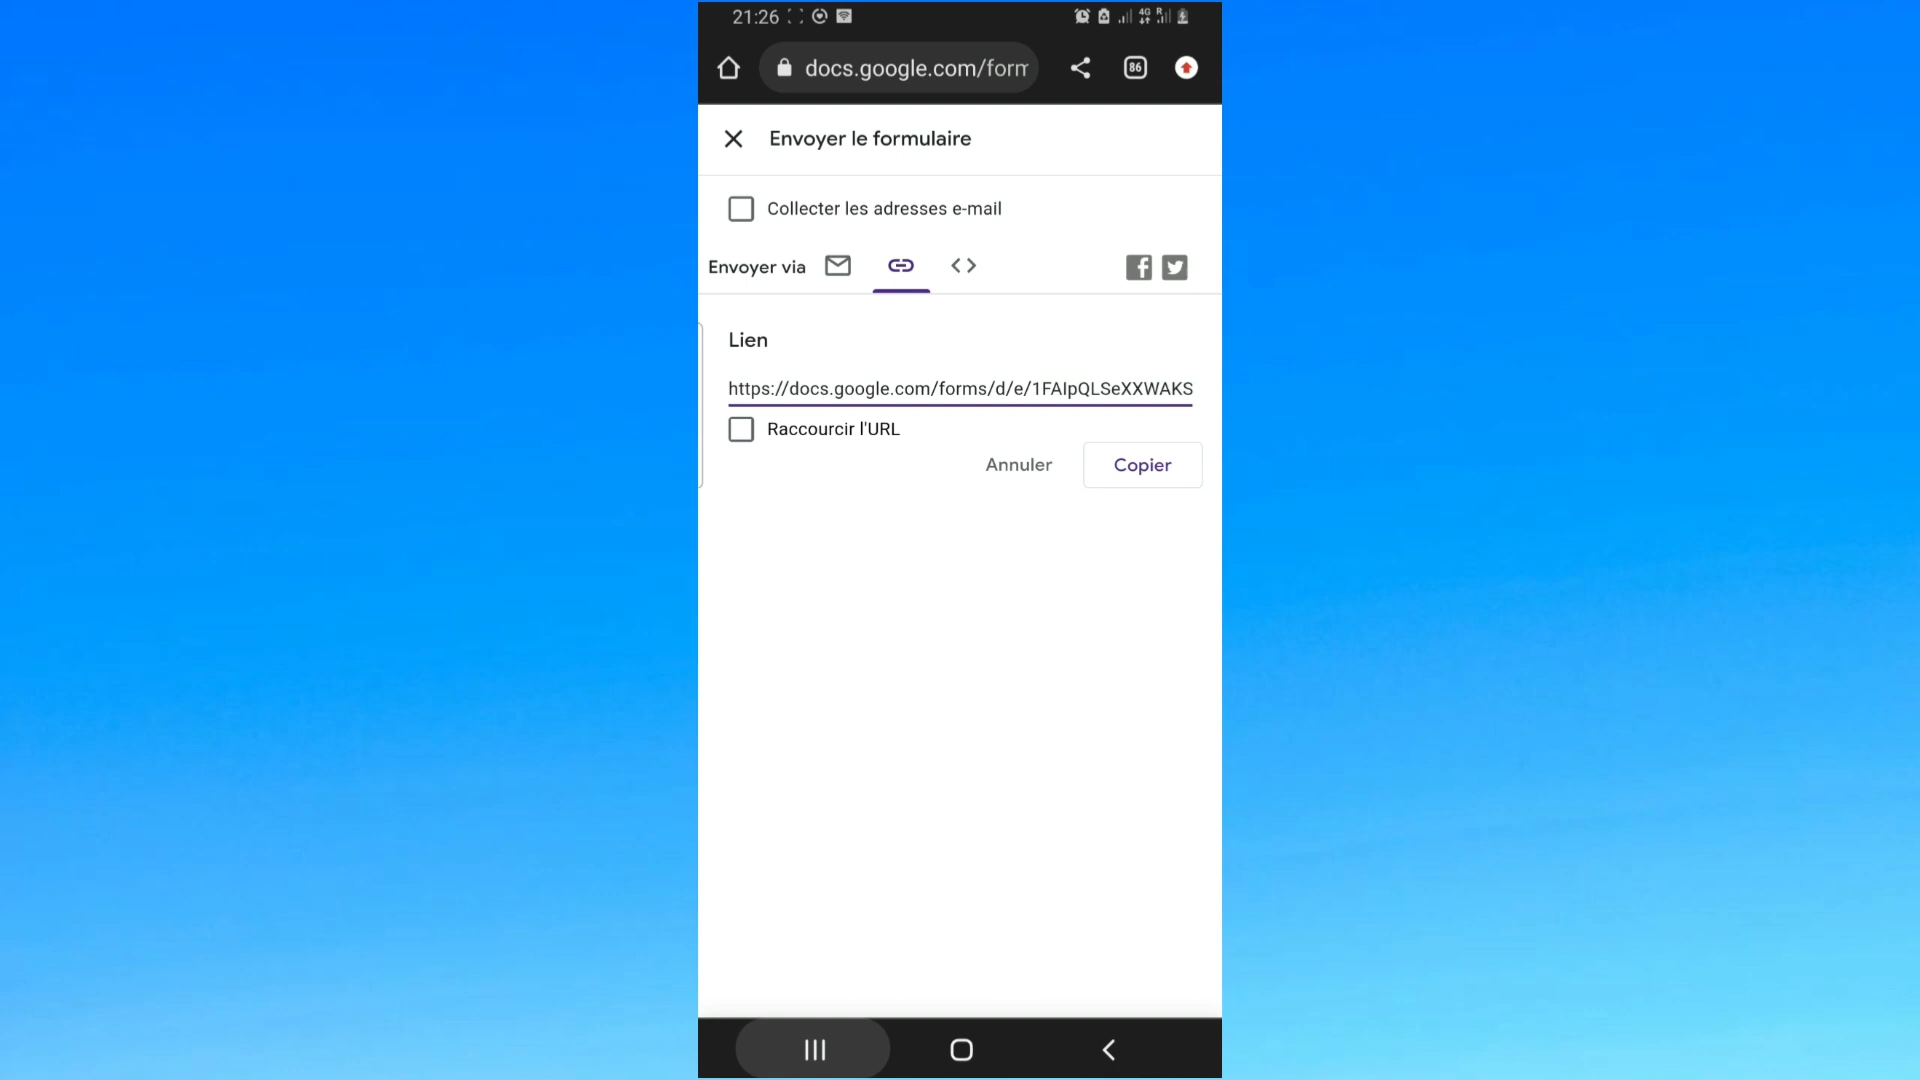 21:26
4G
R
docs.google.com/form
86
Envoyer le formulaire
Collecter les adresses e-mail
Envoyer via
Lien
https://docs.google.com/forms/d/e/1FAIpQLSeXXWAKS
Raccourcir l'URL
Annuler
Copier